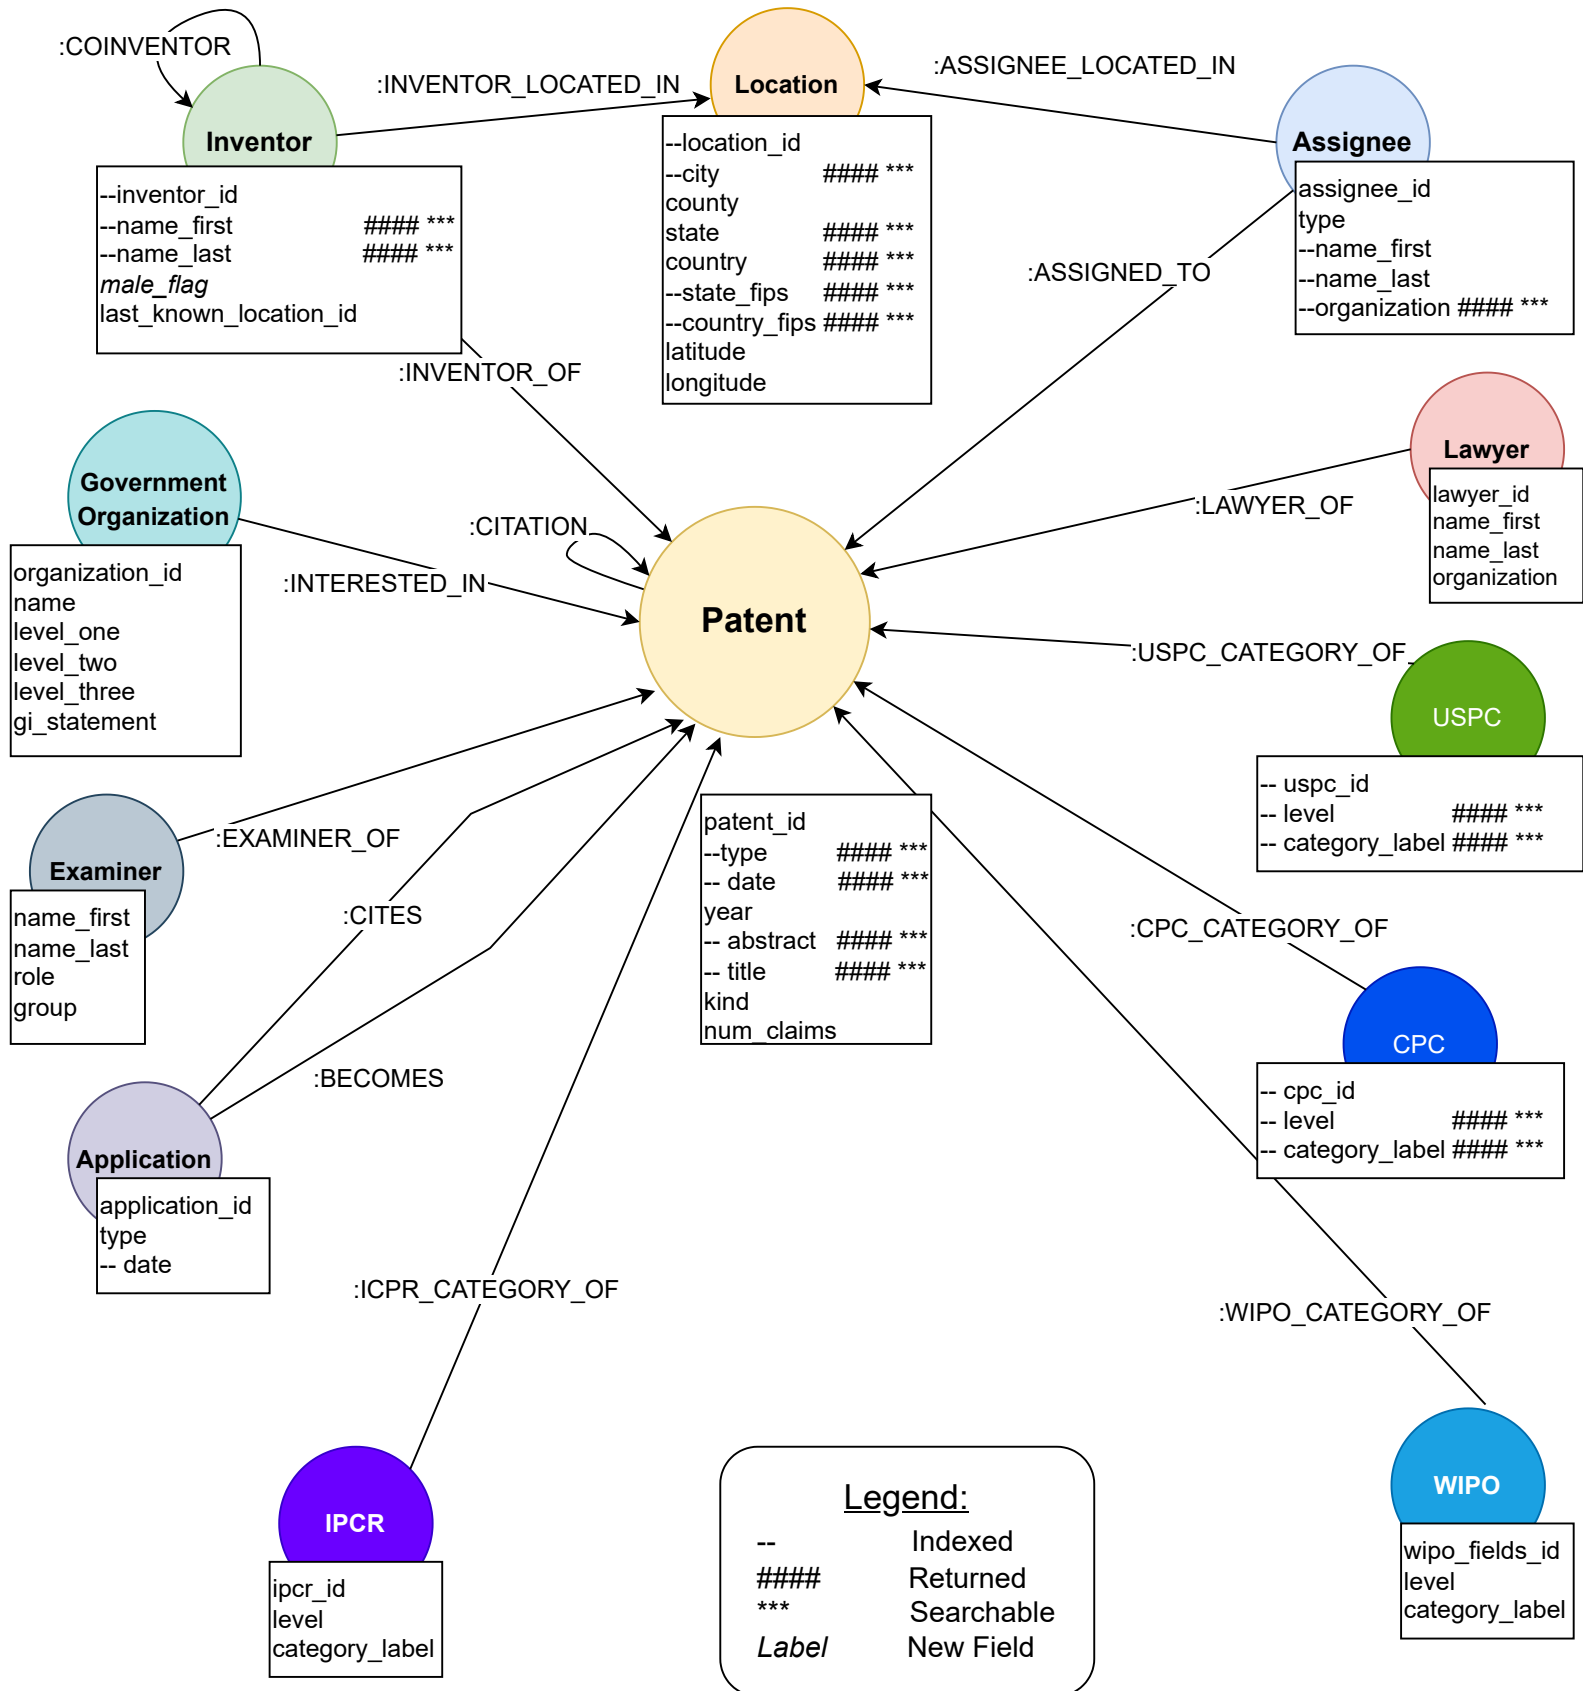 :COINVENTOR
:INVENTOR_LOCATED_IN
Location
:ASSIGNEE_LOCATED_IN
Inventor
Assignee
--inventor_id
--name_first #### ***
--name_last #### ***
male_flag
last_known_location_id
--location_id
--city #### ***
county
state #### ***
country #### ***
--state_fips #### ***
--country_fips #### ***
latitude
longitude
assignee_id
type
--name_first
--name_last
--organization #### ***
:ASSIGNED_TO
:INVENTOR_OF
Government
Organization
organization_id
name
level_one
level_two
level_three
gi_statement
:INTERESTED_IN
:CITATION
Patent
Lawyer
lawyer_id
name_first
name_last
organization
:LAWYER_OF
:USPC_CATEGORY_OF
USPC
-- uspc_id
-- level #### ***
-- category_label #### ***
:EXAMINER_OF
Examiner
name_first
name_last
role
group
patent_id
--type #### ***
-- date #### ***
year
-- abstract #### ***
-- title #### ***
kind
num_claims
:CITES
:CPC_CATEGORY_OF
CPC
-- cpc_id
-- level #### ***
-- category_label #### ***
:BECOMES
Application
application_id
type
-- date
:ICPR_CATEGORY_OF
:WIPO_CATEGORY_OF
IPCR
ipcr_id
level
category_label
Legend:
-- Indexed
#### Returned
*** Searchable
Label New Field
WIPO
wipo_fields_id
level
category_label